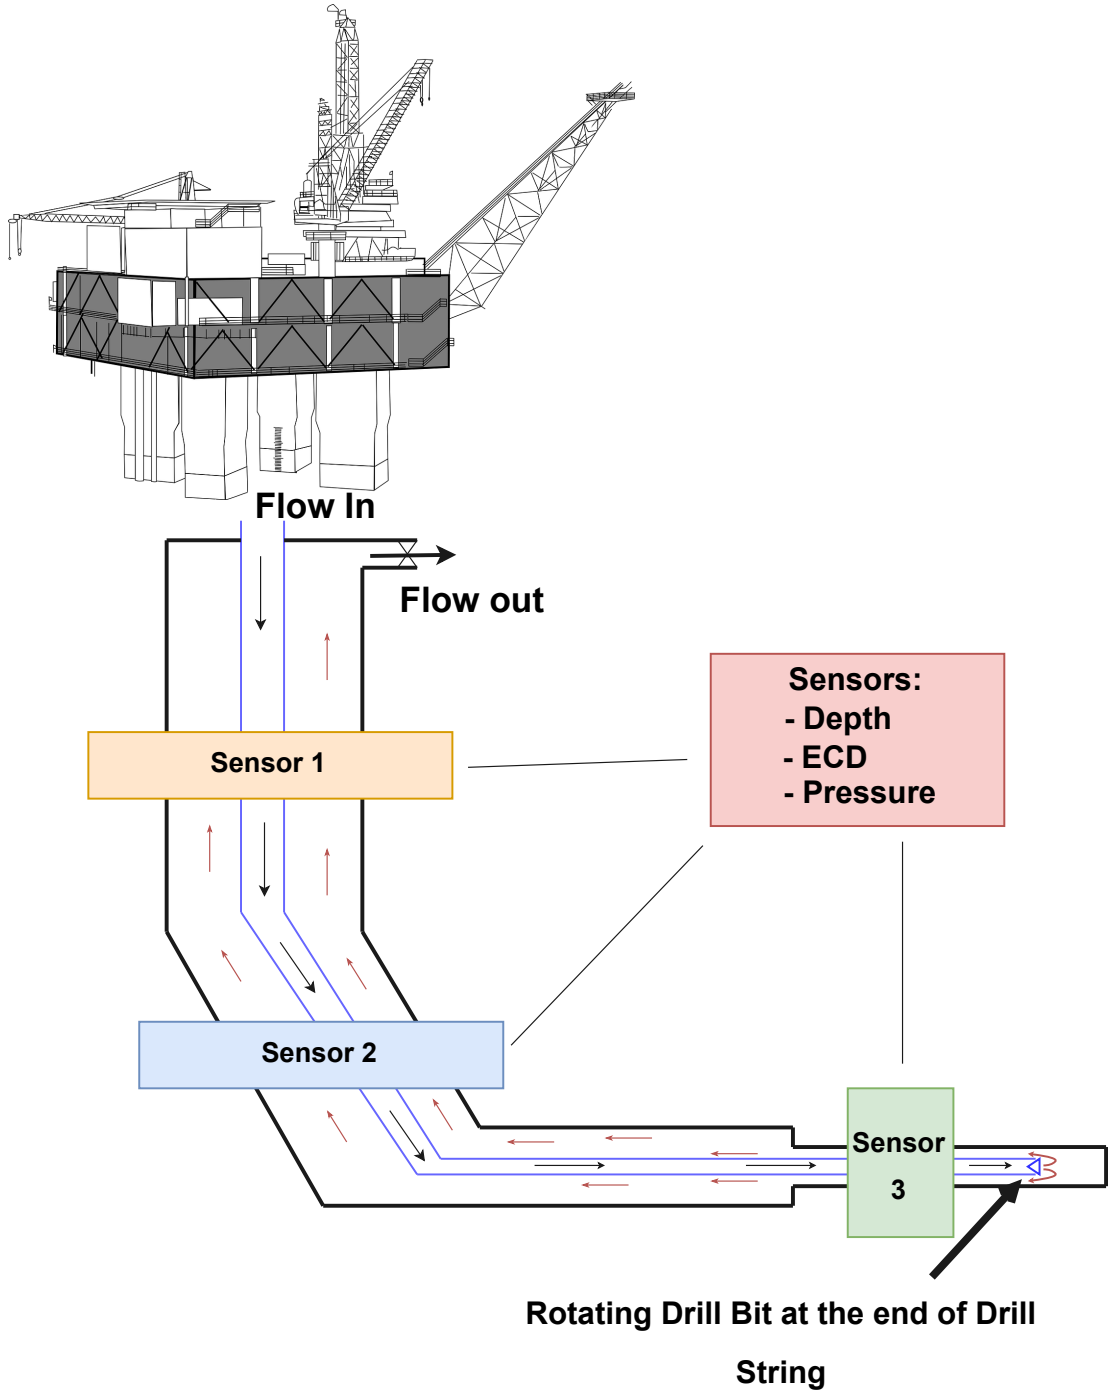 Flow In
Flow out
Sensors:
- Depth
- ECD
- Pressure
Sensor 1
Sensor 2
Sensor
3
Rotating Drill Bit at the end of Drill
String